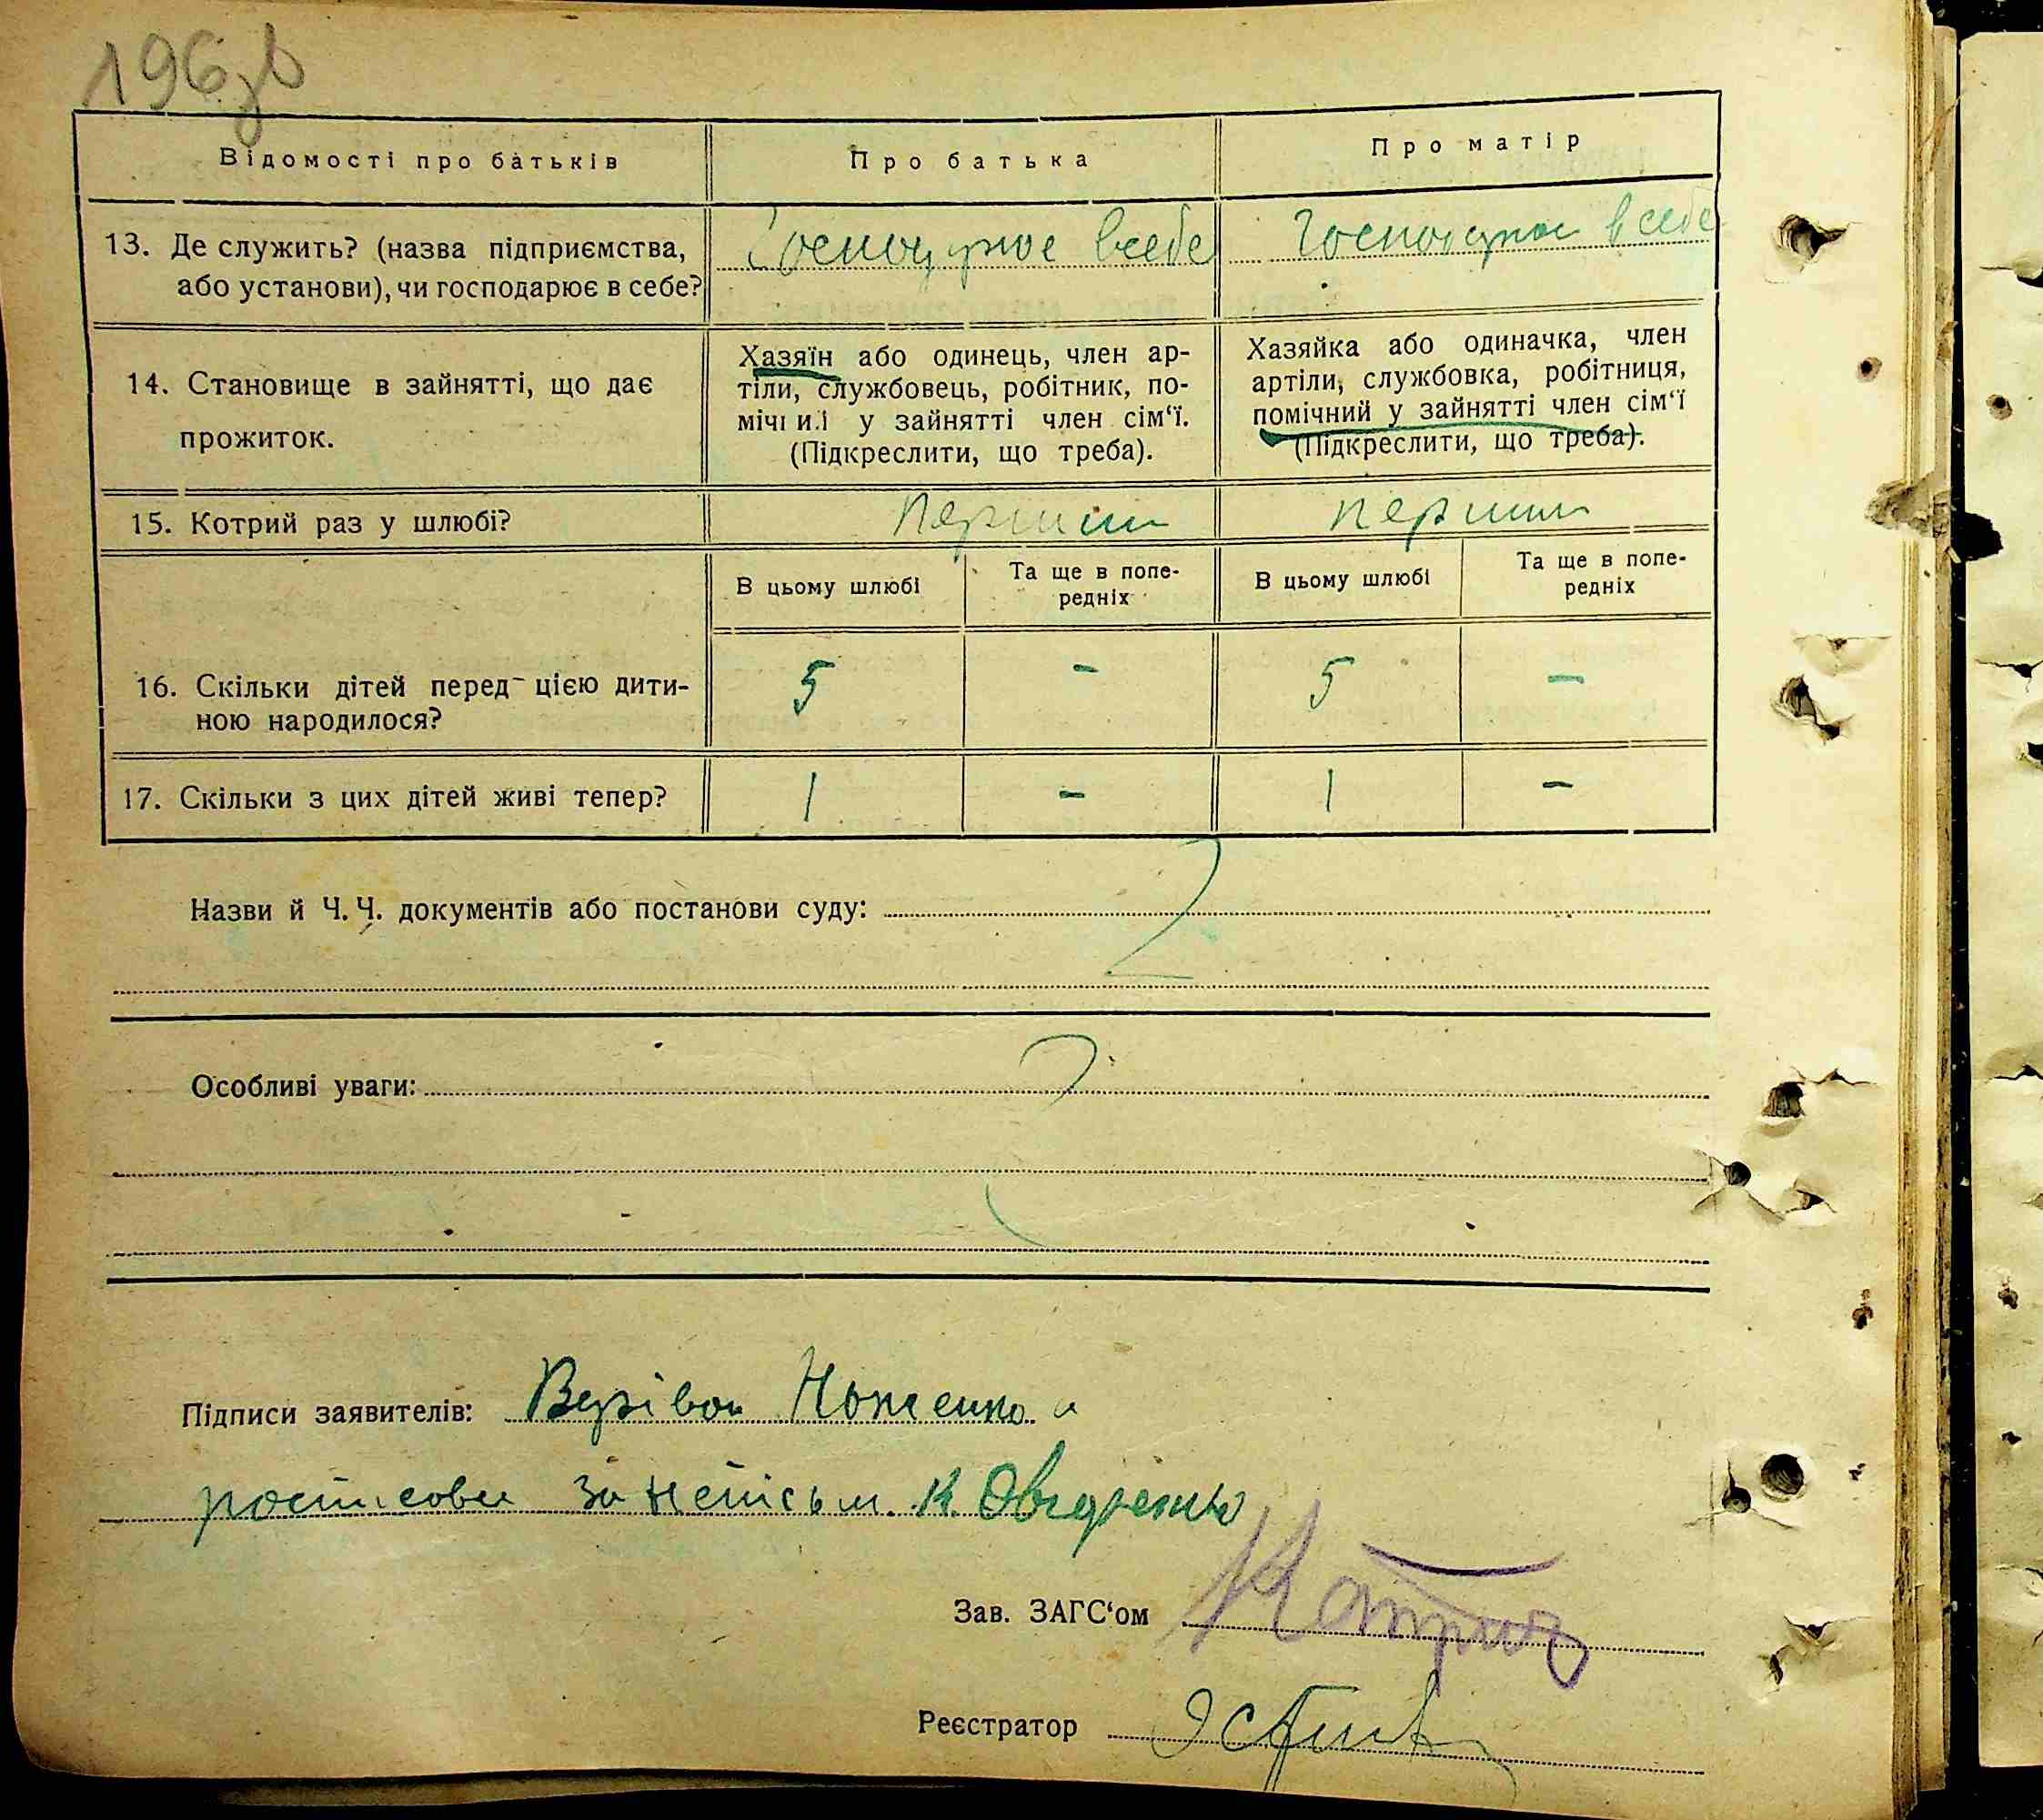 196зв
Відомості про батьків
Про батька
Про матір
13. Де служить? (назва підприємства,
або установи), чи господарює в себе?
Господарює в себе
Господарює в себе
14. Становище в зайнятті, що дає
прожиток.
Хазяїн або одинець, член ар-
тіли, службовець, робітник, по-
мічний у зайнятті член сім‘ї.
(Підкреслити, що треба).
Хазяйка або одиначка, член
артіли, службовка, робітниця,
помічний у зайнятті член сім‘ї
(Підкреслити, що треба).
15. Котрий раз у шлюбі?
перший
перший
В цьому шлюбі
Та ще в попе-
редніх
В цьому шлюбі
Та ще в попе-
редніх
16. Скільки дітей перед цією дити-
ною народилося?
5 - 5 -
17. Скільки з цих дітей живі тепер?
1 - 1 -
Назви й Ч. Ч. документів або постанови суду:
Особливі уваги:
Підписи заявителів:
К.
Зав. ЗАГС‘ом
Реєстратор